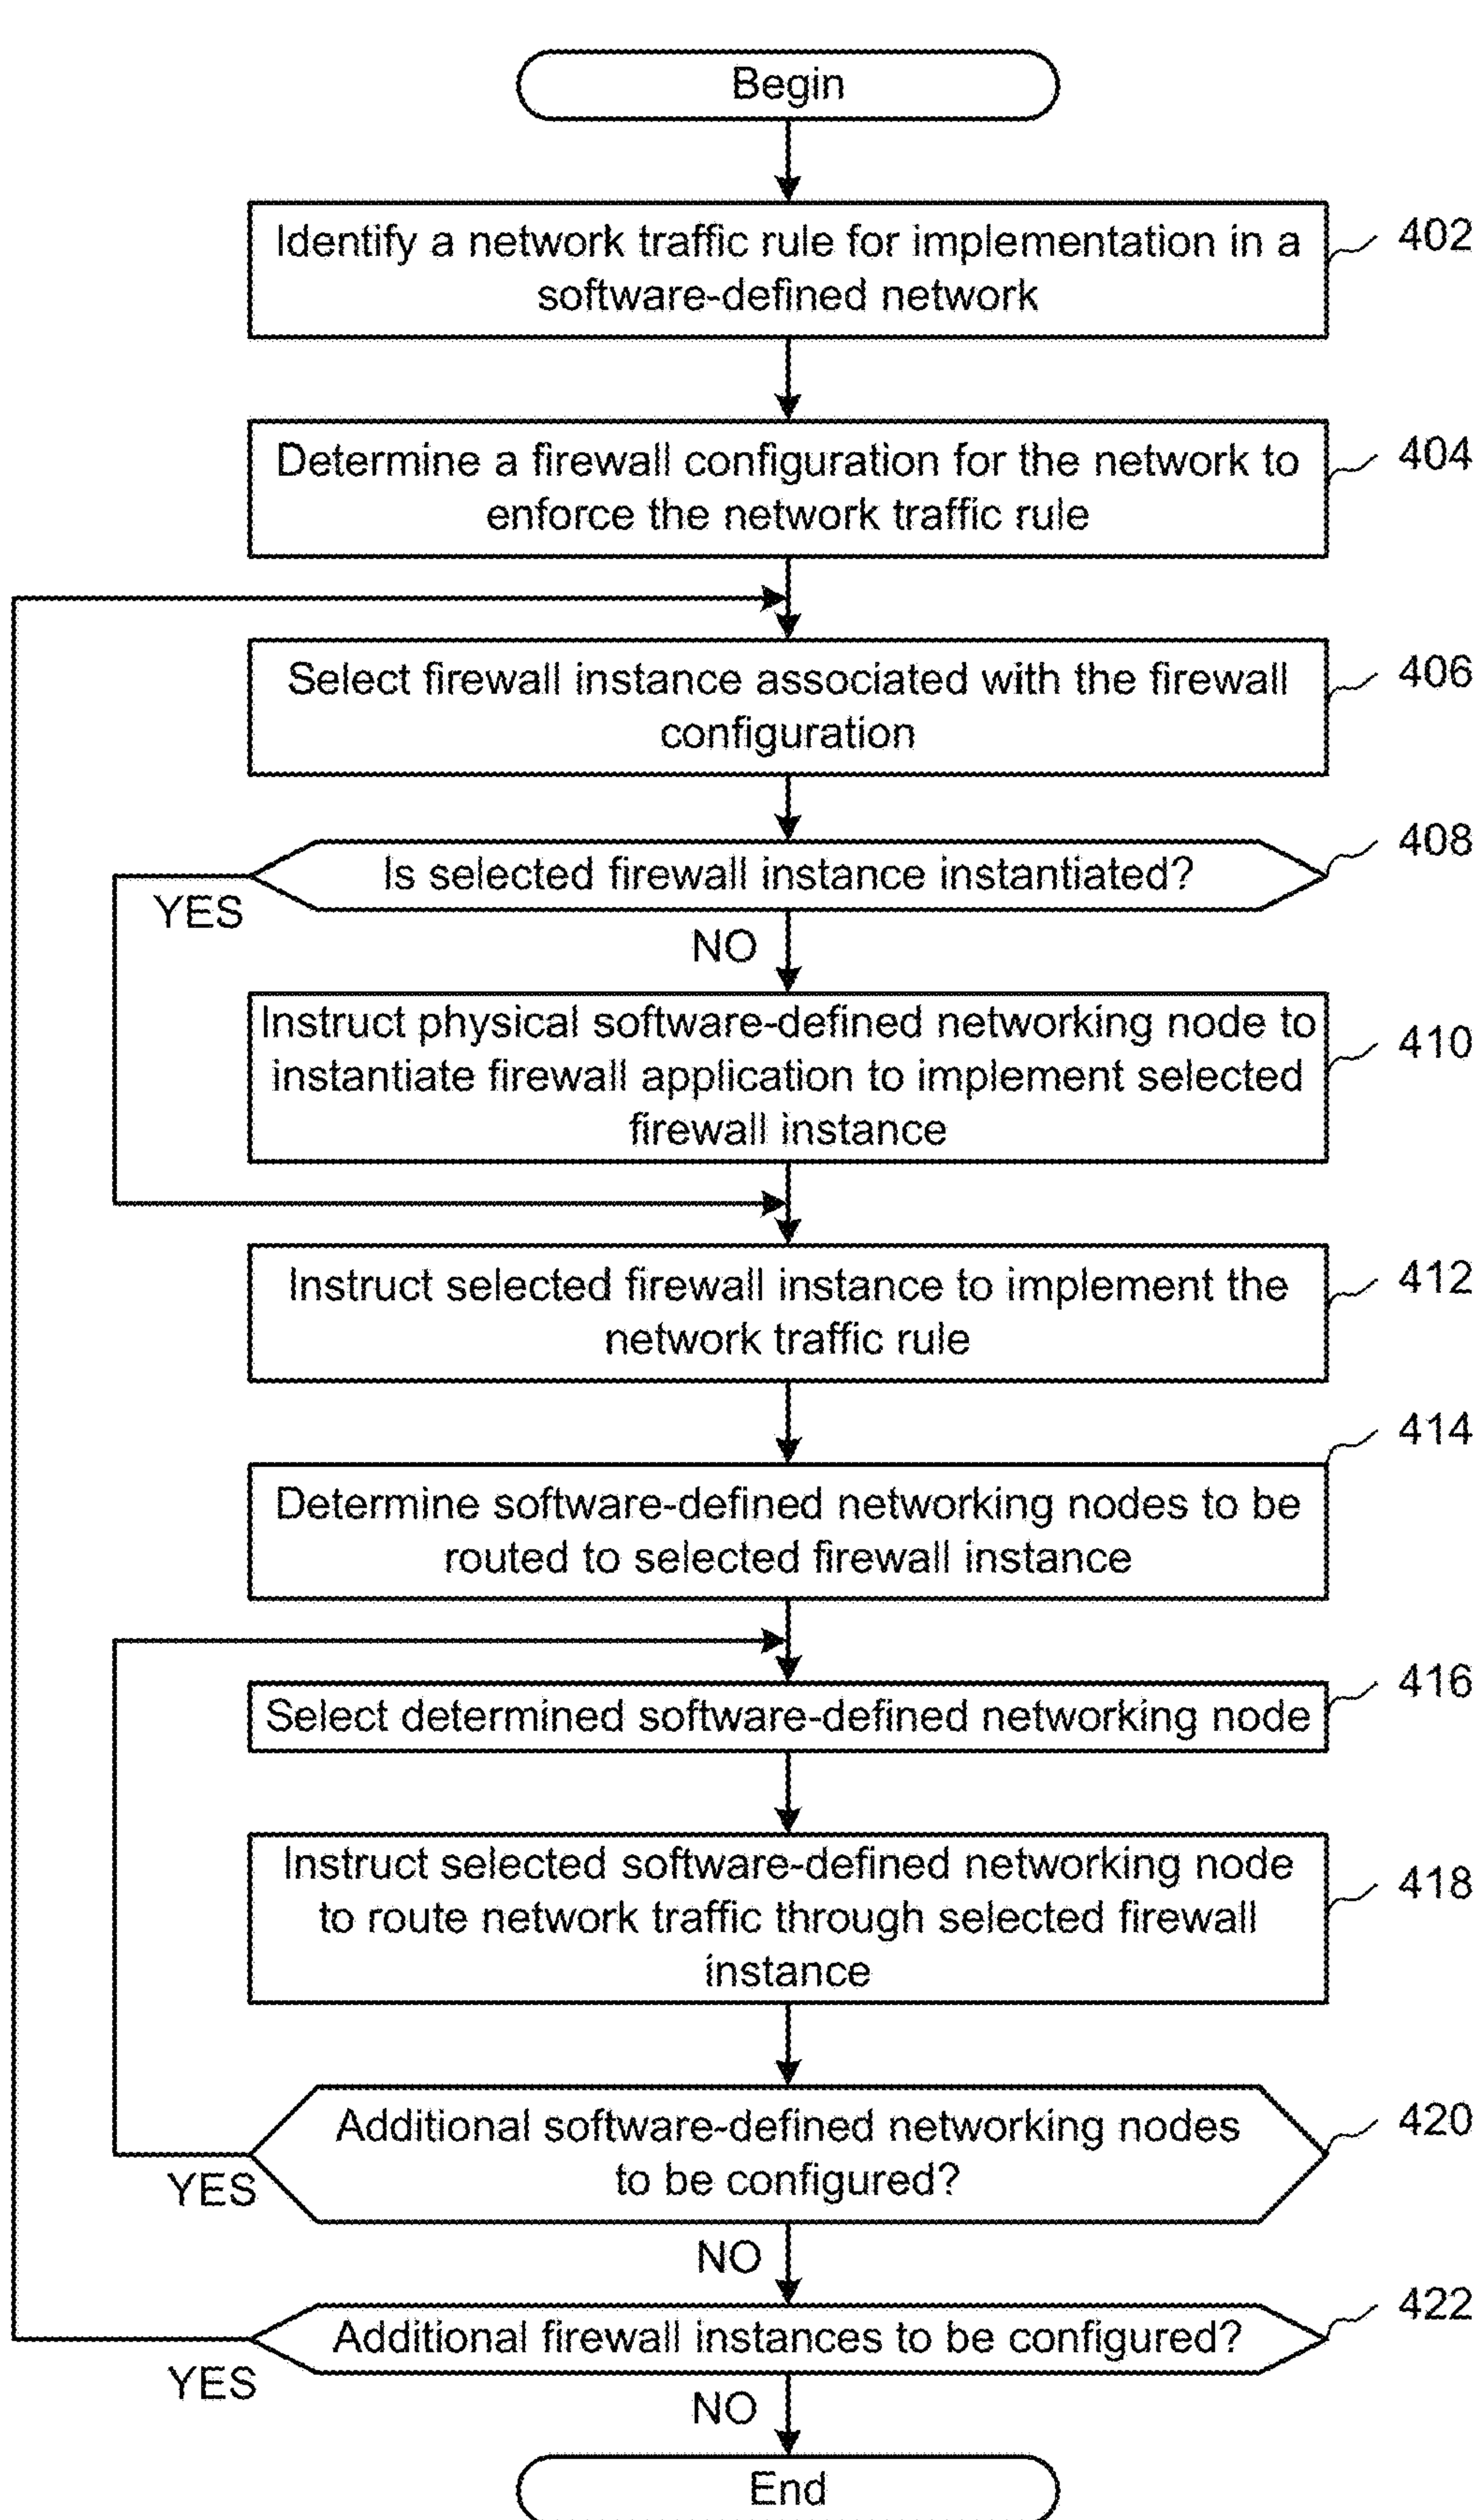 Begin
Identify a network traffic rule for implementation in a
software-defined network
402
Determine a firewall configuration for the network to
enforce the network traffic rule
404
Select firewall instance associated with the firewall
configuration
406
Is selected firewall instance instantiated?
408
YES
NO
Instruct physical software-defined networking node to
instantiate firewall application to implement selected
firewall instance
410
Instruct selected firewall instance to implement the
network traffic rule
412
Determine software-defined networking nodes to be
routed to selected firewall instance
414
Select determined software-defined networking node
416
Instruct selected software-defined networking node
to route network traffic through selected firewall
instance
418
Additional software-defined networking nodes
to be configured?
420
YES
NO
Additional firewall instances to be configured?
422
YES
NO
End